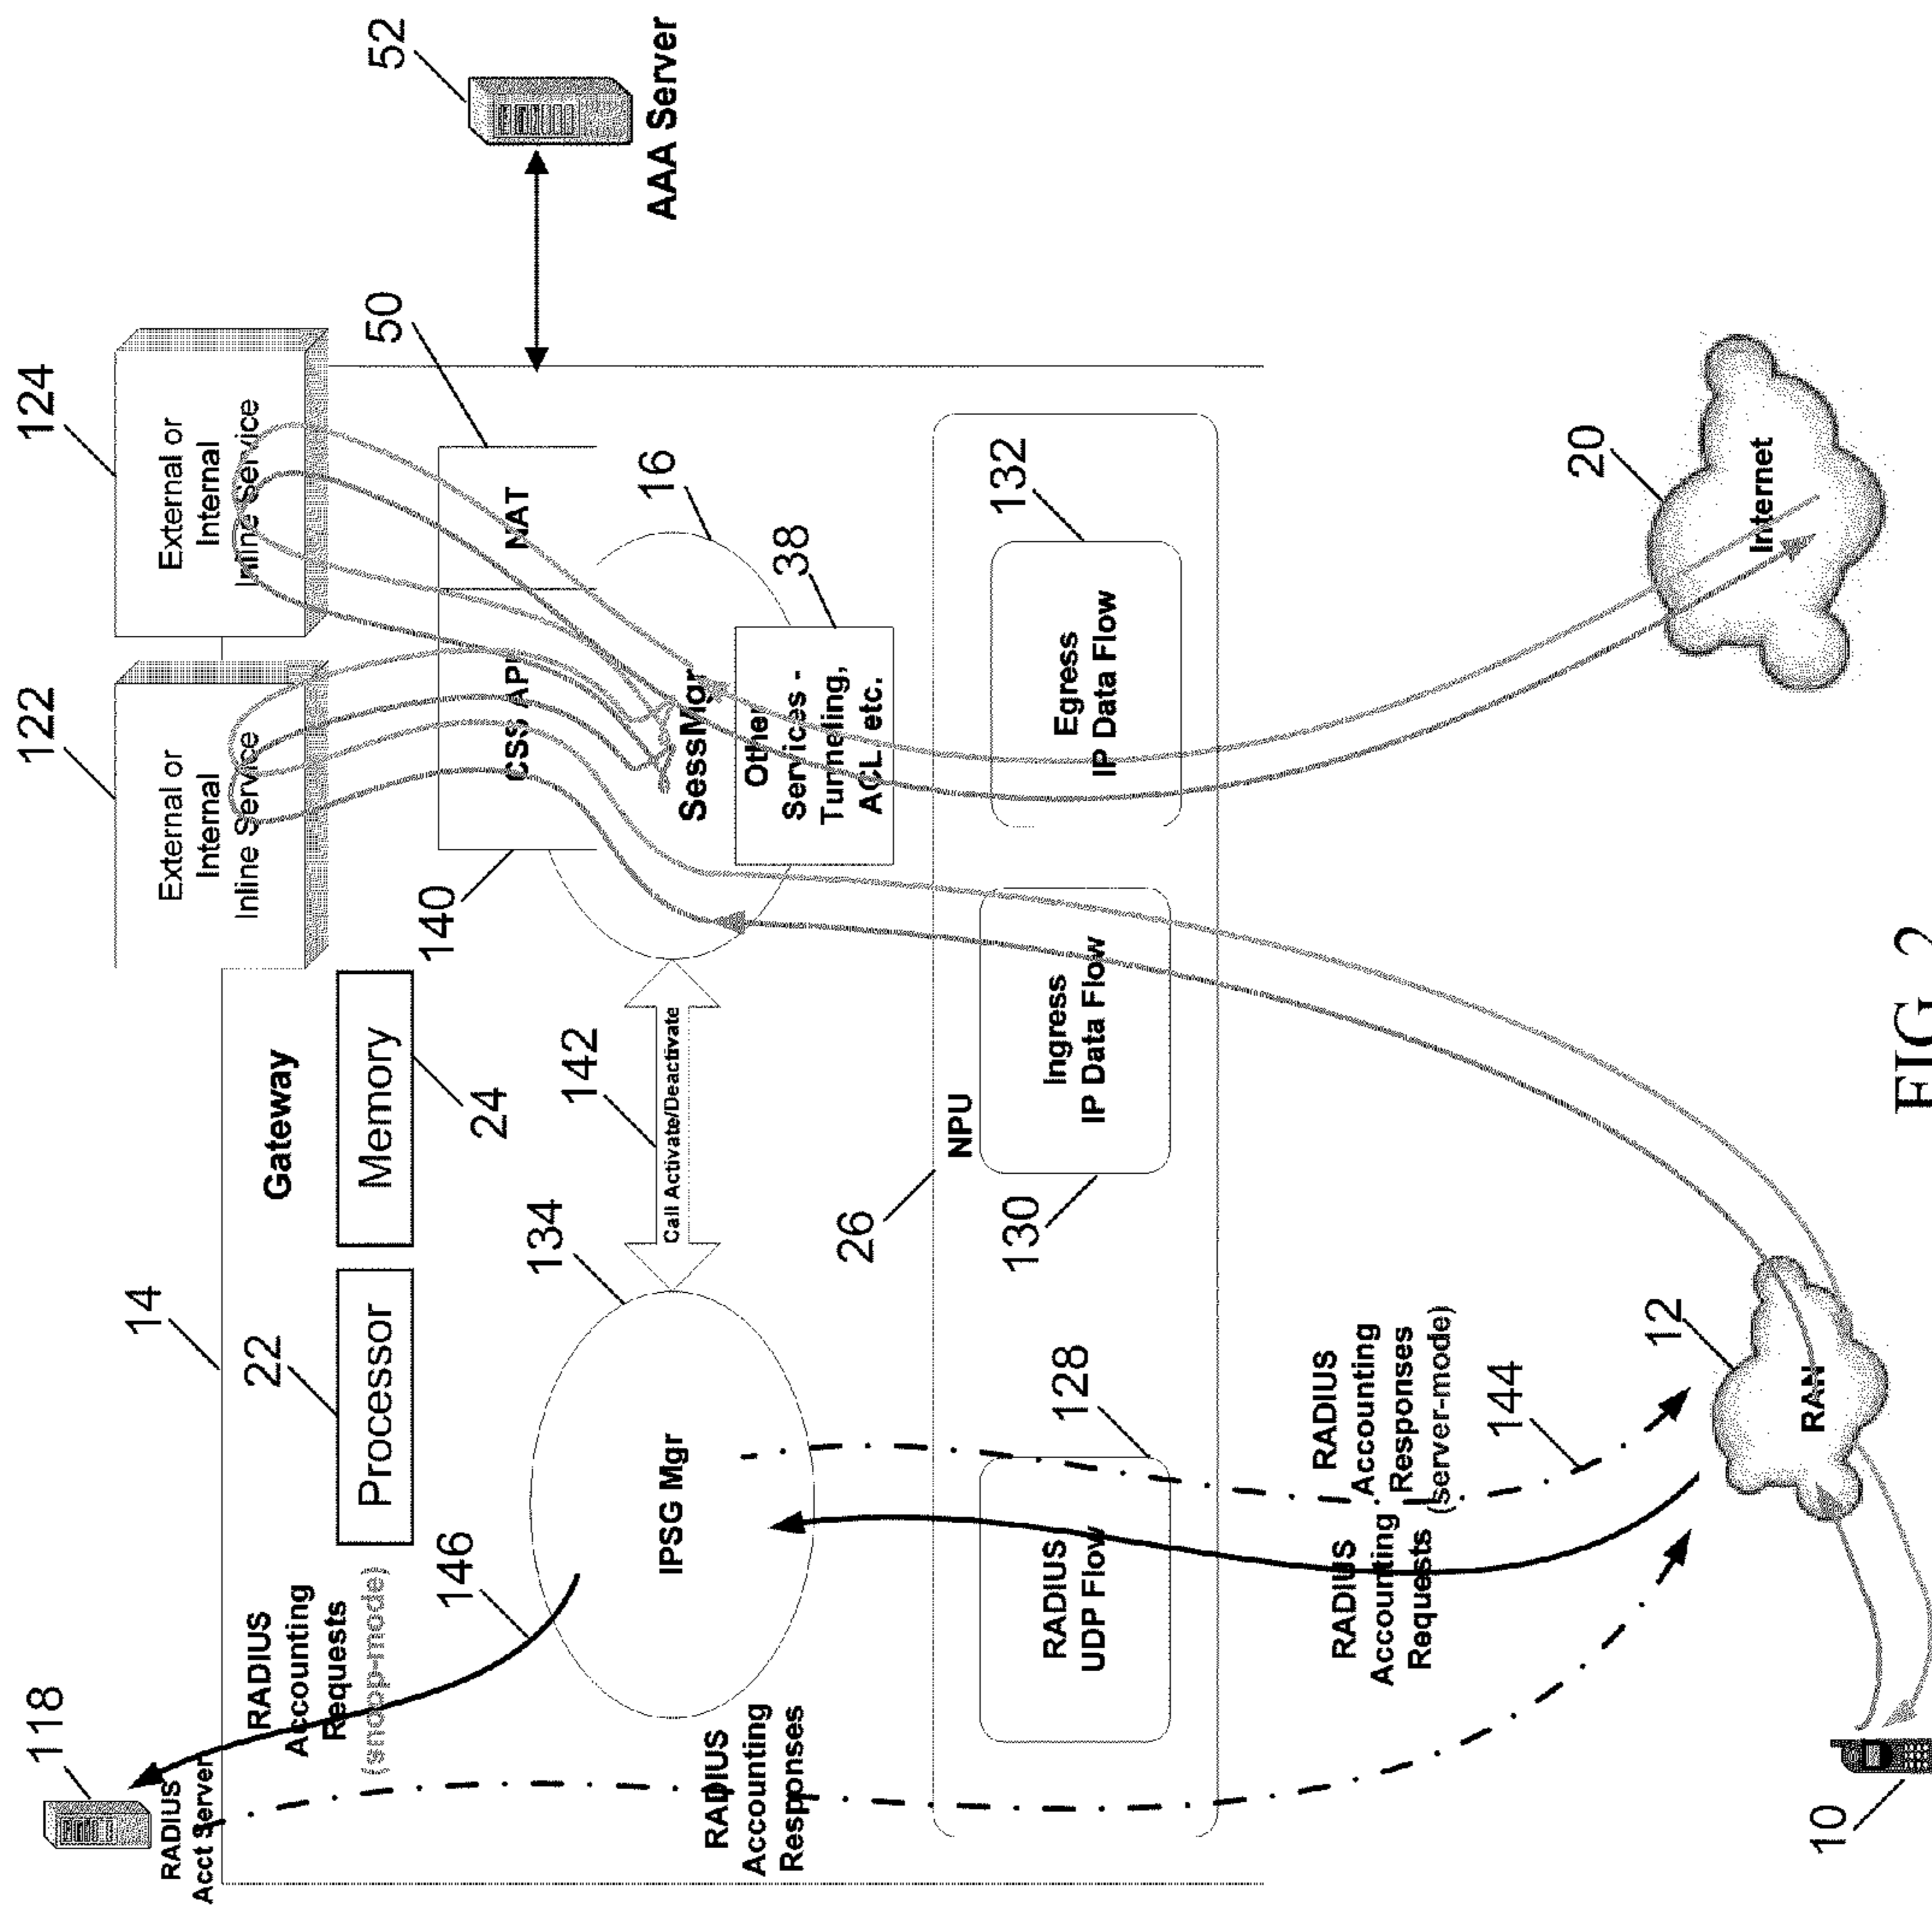 118
RADIUS
Acct Server
14
122
124
External or
Internal
Inline Service
External or
Internal
Inline Service
RADIUS
Accounting
Requests
(snoop-mode)
146
22
Processor
Gateway
Memory
24
140
CSS API
NAT
50
52
AAA Server
IPSG Mgr
134
142
Call Activate/Deactivate
SessMgr
16
Other
Services -
Tunneling,
ACL etc.
38
RADIUS
Accounting
Responses
26
NPU
RADIUS
UDP Flow
128
Ingress
IP Data Flow
130
Egress
IP Data Flow
132
RADIUS
Accounting
Requests
RADIUS
Accounting
Responses
(server-mode)
144
10
RAN
12
Internet
20
FIG. 2